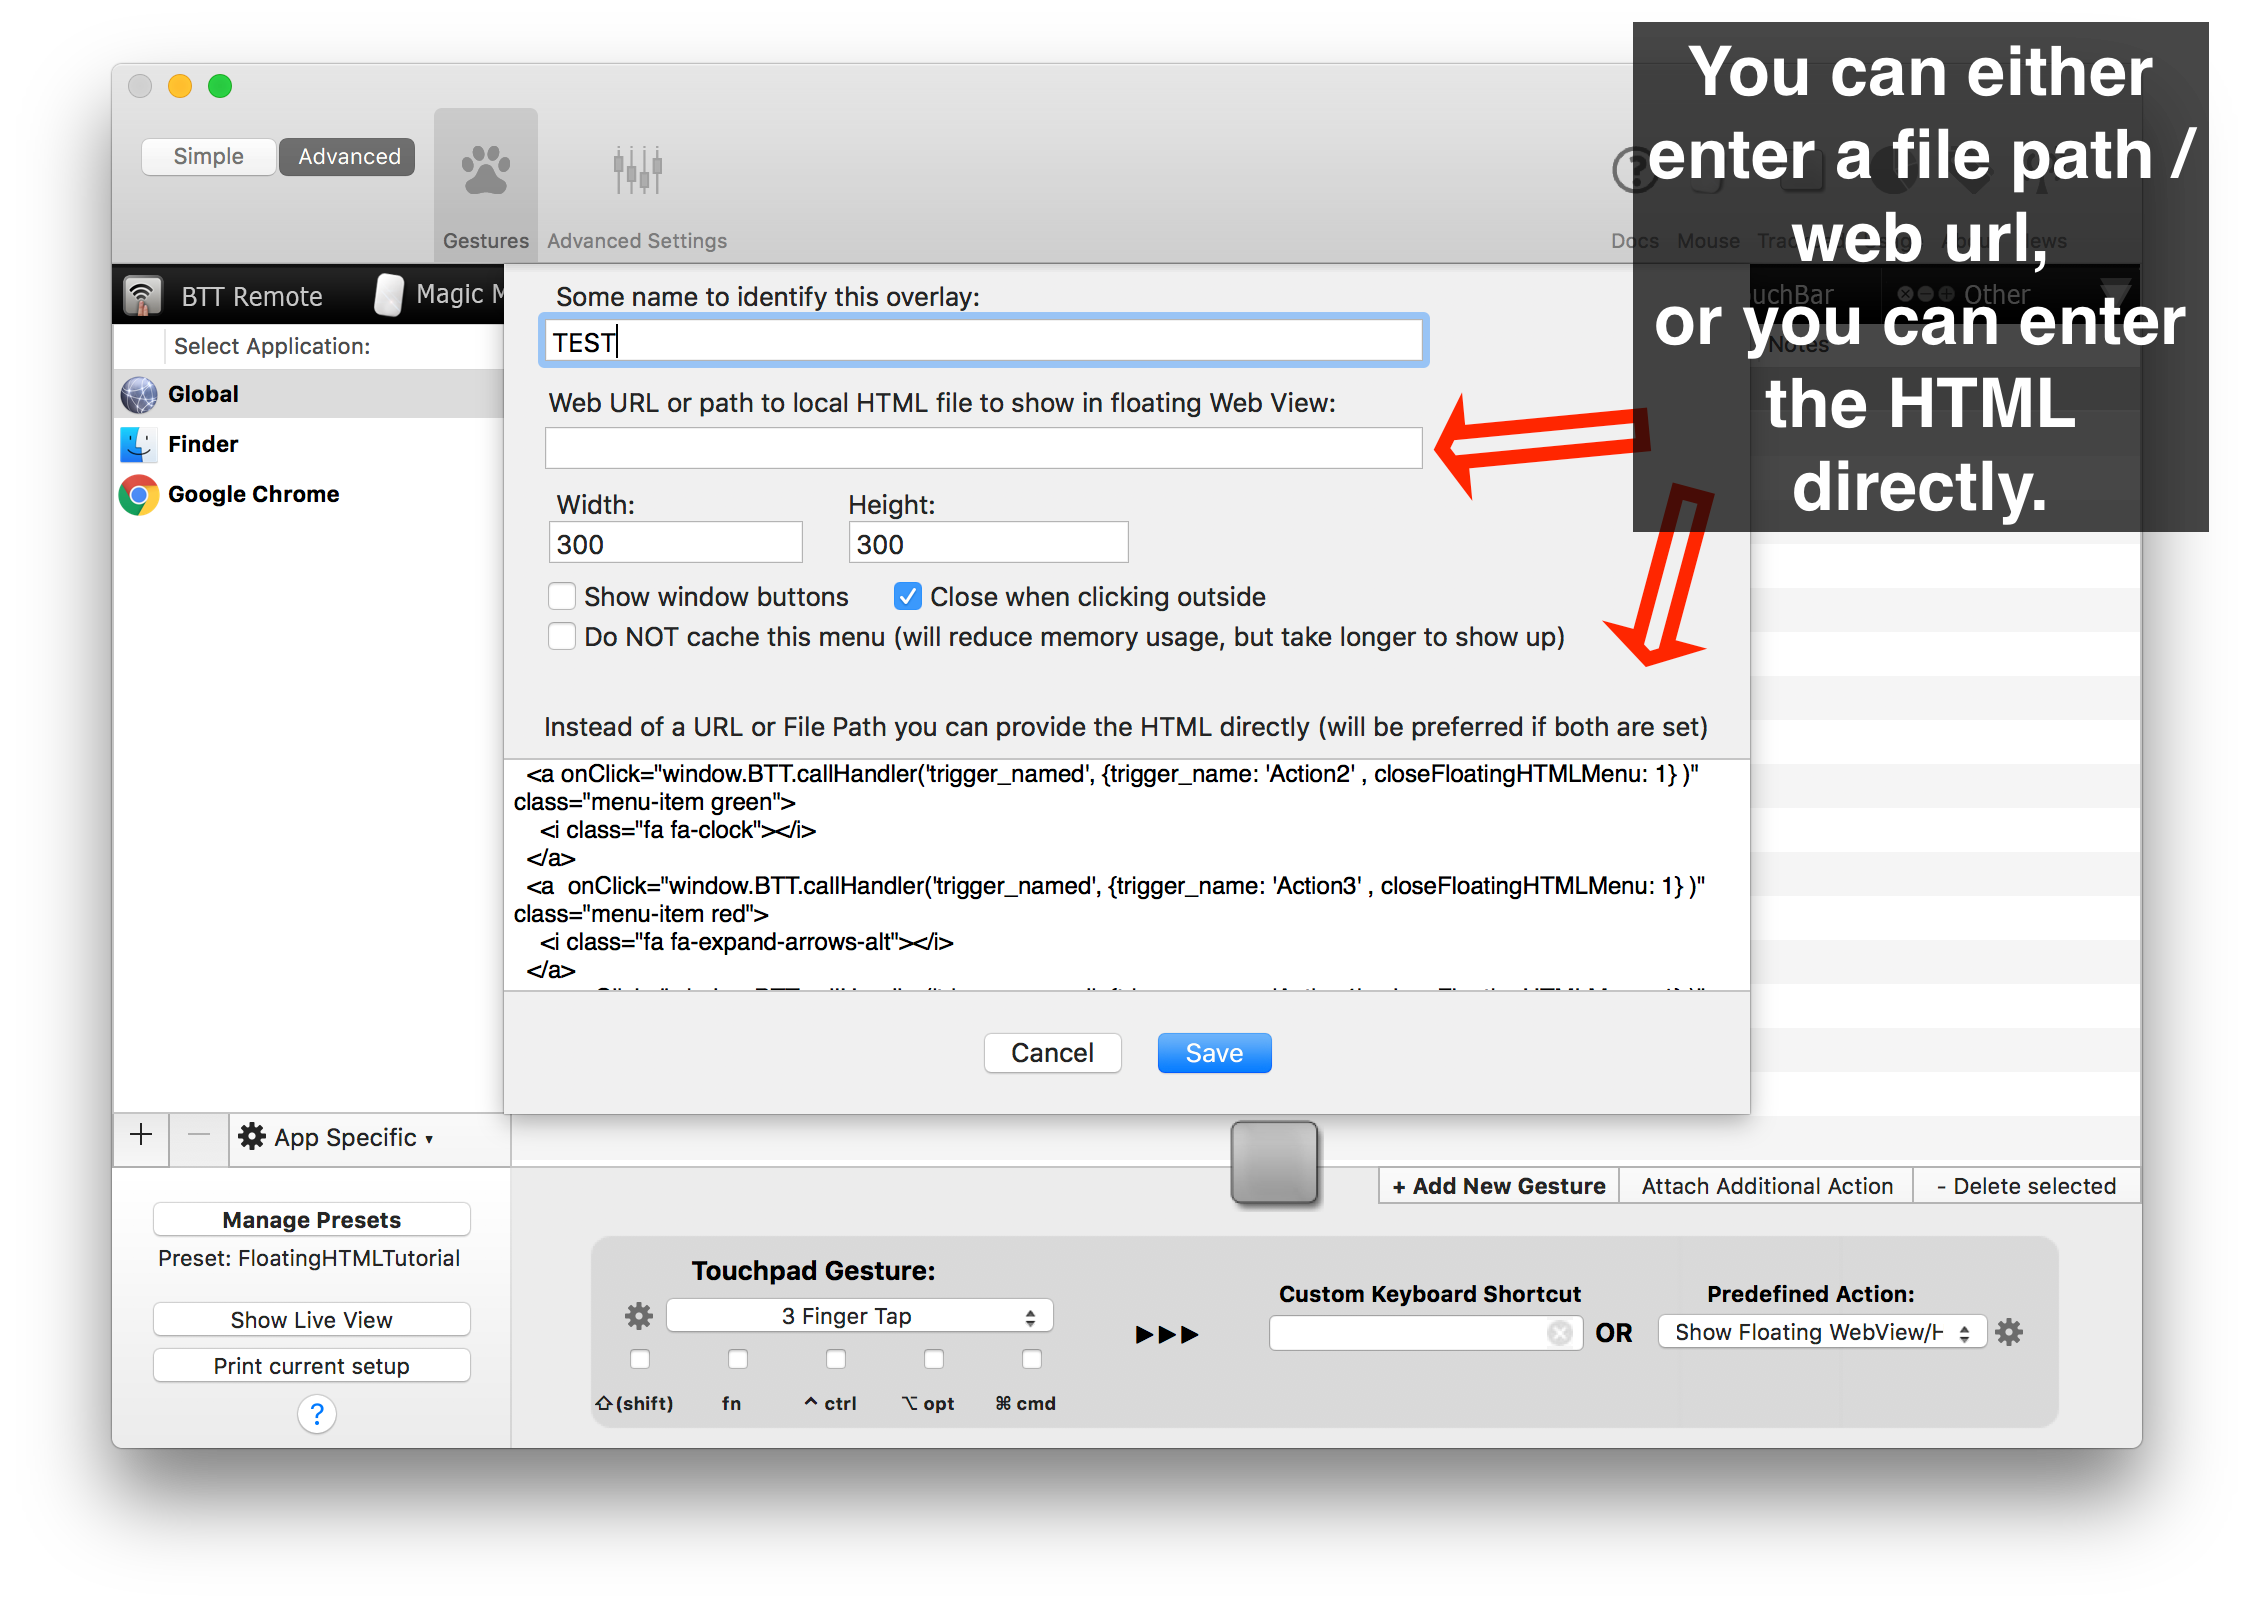 You can either
enter a file path /
web url,
or you can enter
the HTML
directly.
Simple
Advanced
Gestures
Advanced Settings
Docs
Mouse
BTT Remote
Magic M
Other
Notes
Select Application:
Global
Finder
Google Chrome
Some name to identify this overlay:
TEST
Web URL or path to local HTML file to show in floating Web View:
Width:
Height:
300
300
Show window buttons
Close when clicking outside
Do NOT cache this menu (will reduce memory usage, but take longer to show up)
Instead of a URL or File Path you can provide the HTML directly (will be preferred if both are set)
<a onClick="window.BTT.callHandler('trigger_named', {trigger_name: 'Action2' , closeFloatingHTMLMenu: 1} )"
class="menu-item green">
<i class="fa fa-clock"></i>
</a>
<a  onClick="window.BTT.callHandler('trigger_named', {trigger_name: 'Action3' , closeFloatingHTMLMenu: 1} )"
class="menu-item red">
<i class="fa fa-expand-arrows-alt"></i>
</a>
Cancel
Save
App Specific
+ Add New Gesture
Attach Additional Action
- Delete selected
Manage Presets
Preset: FloatingHTMLTutorial
Show Live View
Print current setup
?
Touchpad Gesture:
3 Finger Tap
⇧(shift)
fn
^ ctrl
⌥ opt
⌘ cmd
Custom Keyboard Shortcut
OR
Predefined Action:
Show Floating WebView/H